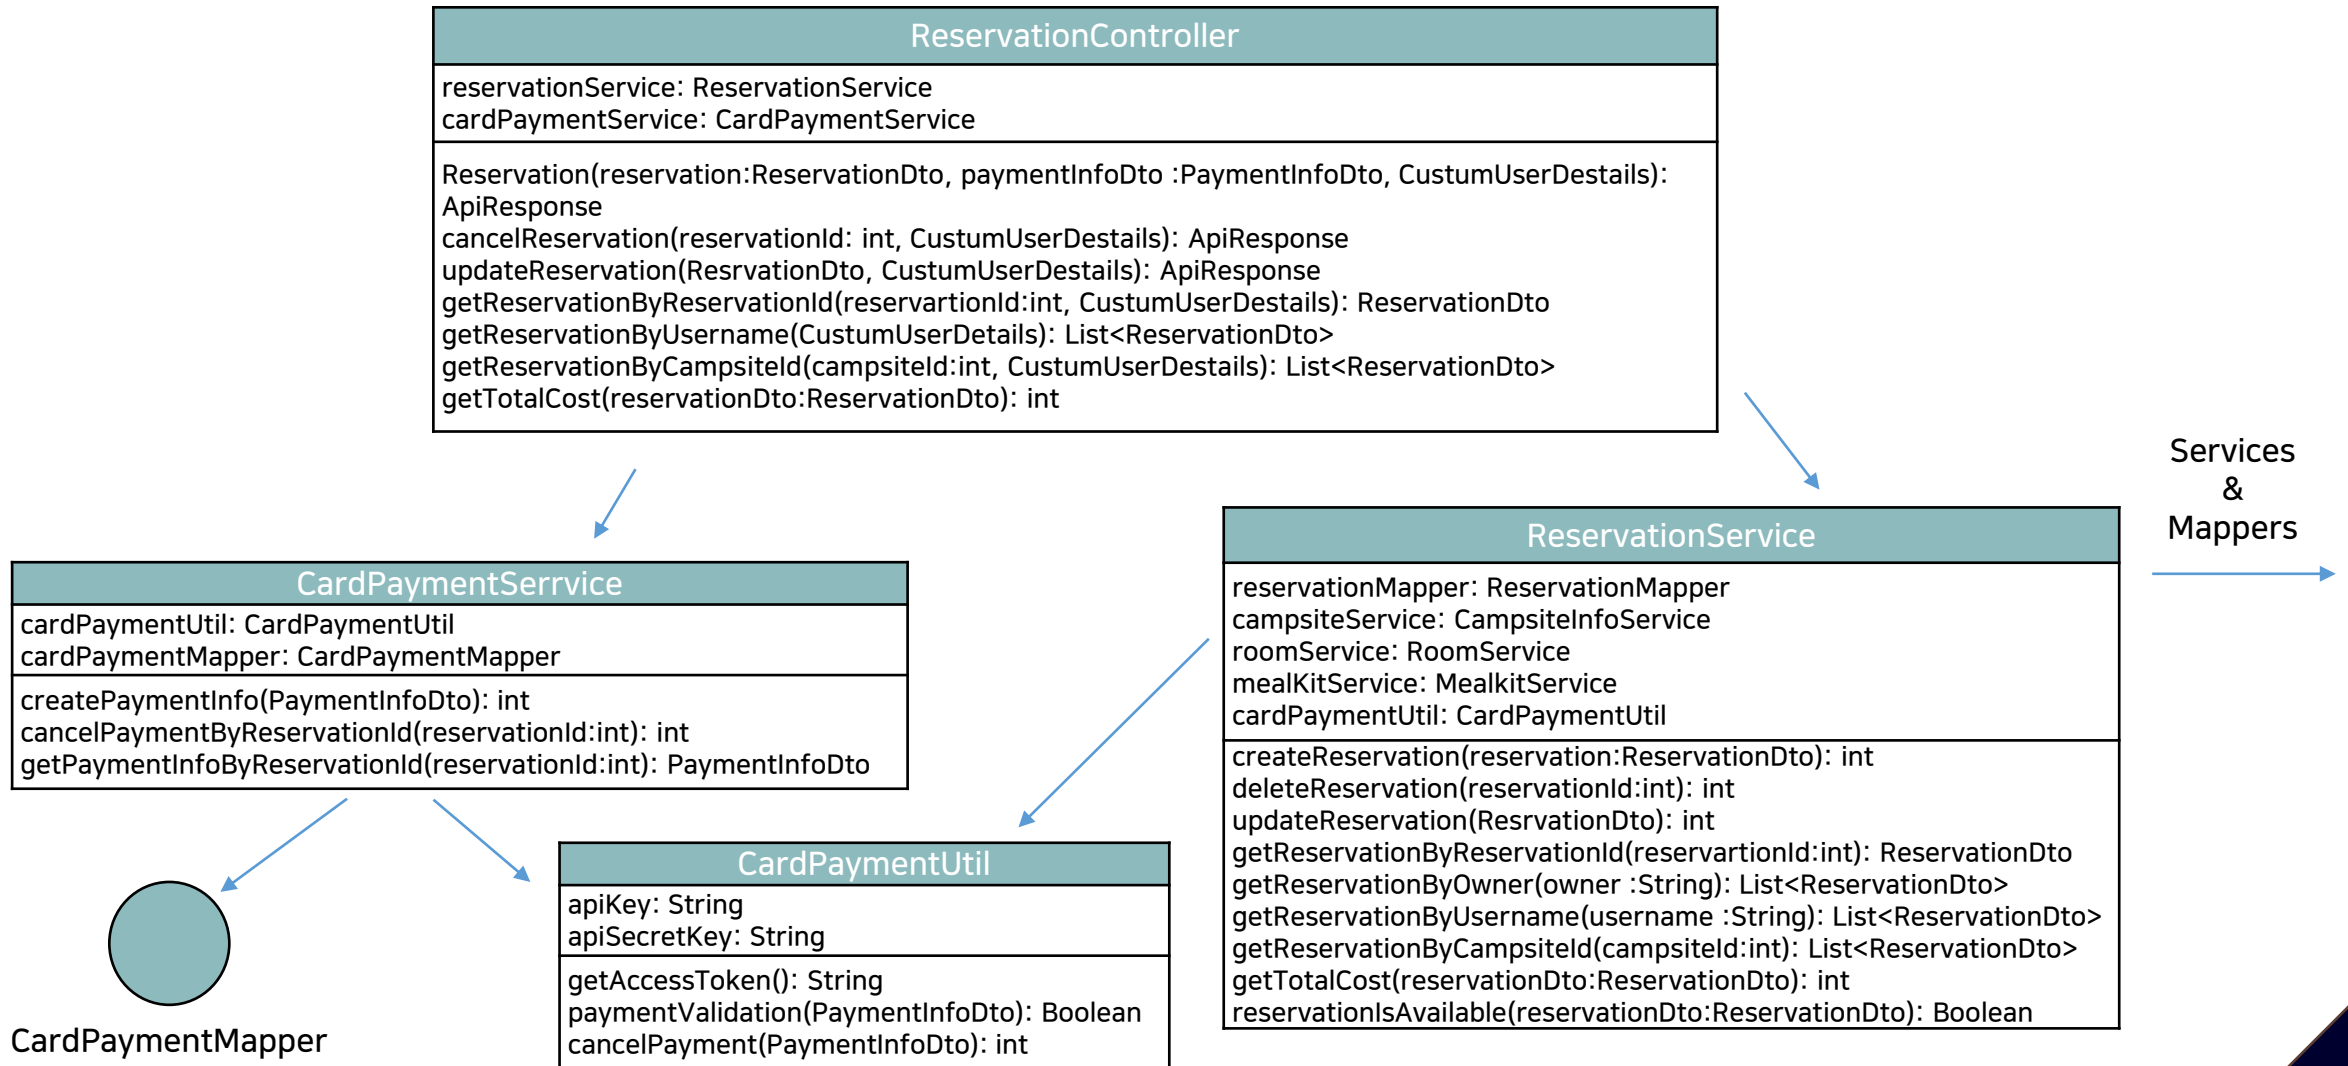 ReservationController
reservationService: ReservationService
cardPaymentService: CardPaymentService
Reservation(reservation:ReservationDto, paymentInfoDto :PaymentInfoDto, CustumUserDestails):
ApiResponse
cancelReservation(reservationId: int, CustumUserDestails): ApiResponse
updateReservation(ResrvationDto, CustumUserDestails): ApiResponse
getReservationByReservationId(reservartionId:int, CustumUserDestails): ReservationDto
getReservationByUsername(CustumUserDetails): List<ReservationDto>
getReservationByCampsiteId(campsiteId:int, CustumUserDestails): List<ReservationDto>
getTotalCost(reservationDto:ReservationDto): int
Services
&
Mappers
CardPaymentSerrvice
cardPaymentUtil: CardPaymentUtil
cardPaymentMapper: CardPaymentMapper
createPaymentInfo(PaymentInfoDto): int
cancelPaymentByReservationId(reservationId:int): int
getPaymentInfoByReservationId(reservationId:int): PaymentInfoDto
ReservationService
reservationMapper: ReservationMapper
campsiteService: CampsiteInfoService
roomService: RoomService
mealKitService: MealkitService
cardPaymentUtil: CardPaymentUtil
createReservation(reservation:ReservationDto): int
deleteReservation(reservationId:int): int
updateReservation(ResrvationDto): int
getReservationByReservationId(reservartionId:int): ReservationDto
getReservationByOwner(owner :String): List<ReservationDto>
getReservationByUsername(username :String): List<ReservationDto>
getReservationByCampsiteId(campsiteId:int): List<ReservationDto>
getTotalCost(reservationDto:ReservationDto): int
reservationIsAvailable(reservationDto:ReservationDto): Boolean
CardPaymentMapper
CardPaymentUtil
apiKey: String
apiSecretKey: String
getAccessToken(): String
paymentValidation(PaymentInfoDto): Boolean
cancelPayment(PaymentInfoDto): int